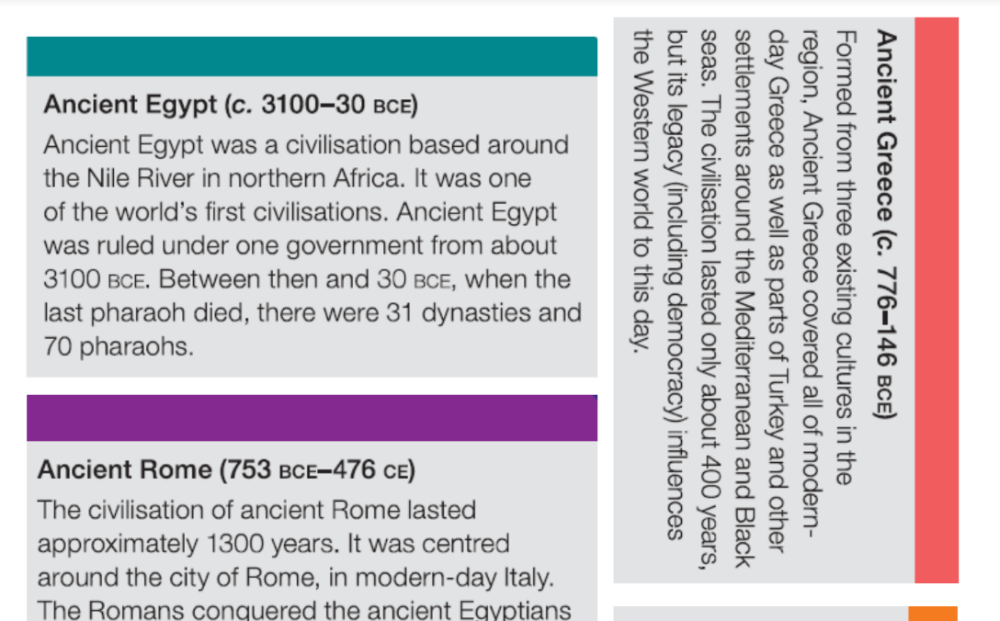 Ancient Egypt (c. 3100–30 BCE)
Ancient Egypt was a civilisation based around
the Nile River in northern Africa. It was one
of the world's first civilisations. Ancient Egypt
was ruled under one government from about
3100 BCE. Between then and 30 BCE, when the
last pharaoh died, there were 31 dynasties and
70 pharaohs.
Ancient Rome (753 BCE–476 CE)
The civilisation of ancient Rome lasted
approximately 1300 years. It was centred
around the city of Rome, in modern-day Italy.
The Romans conquered the ancient Egyptians
Ancient Greece (c. 776–146 BCE)
Formed from three existing cultures in the
region, Ancient Greece covered all of modern-
day Greece as well as parts of Turkey and other
settlements around the Mediterranean and Black
seas. The civilisation lasted only about 400 years,
but its legacy (including democracy) influences
the Western world to this day.